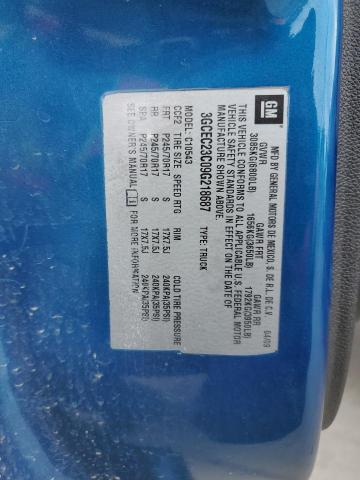 GM
MFD BY GENERAL MOTORS DE MEXICO, S. DE R.L. DE C.V.
04/09
GVWR GAWR FRT GAWR RR
3085KG(6800LB) 1656KG(3650LB) 1792KG(3950LB)
THIS VEHICLE CONFORMS TO ALL APPLICABLE U.S. FEDERAL MOTOR
VEHICLE SAFETY STANDARDS IN EFFECT ON THE DATE OF
MANUFACTURE SHOWN ABOVE.
3GCEC23C09G218687 TYPE: TRUCK
MODEL: C10543
CCF2 TIRE SIZE SPEED RTG RIM COLD TIRE PRESSURE
FRT P245/70R17 S 17X7.5J 240KPA(35PSI)
RR P245/70R17 S 17X7.5J 240KPA(35PSI)
SPA P245/70R17 S 17X7.5J 240KPA(35PSI)
SEE OWNER'S MANUAL FOR MORE INFORMATION